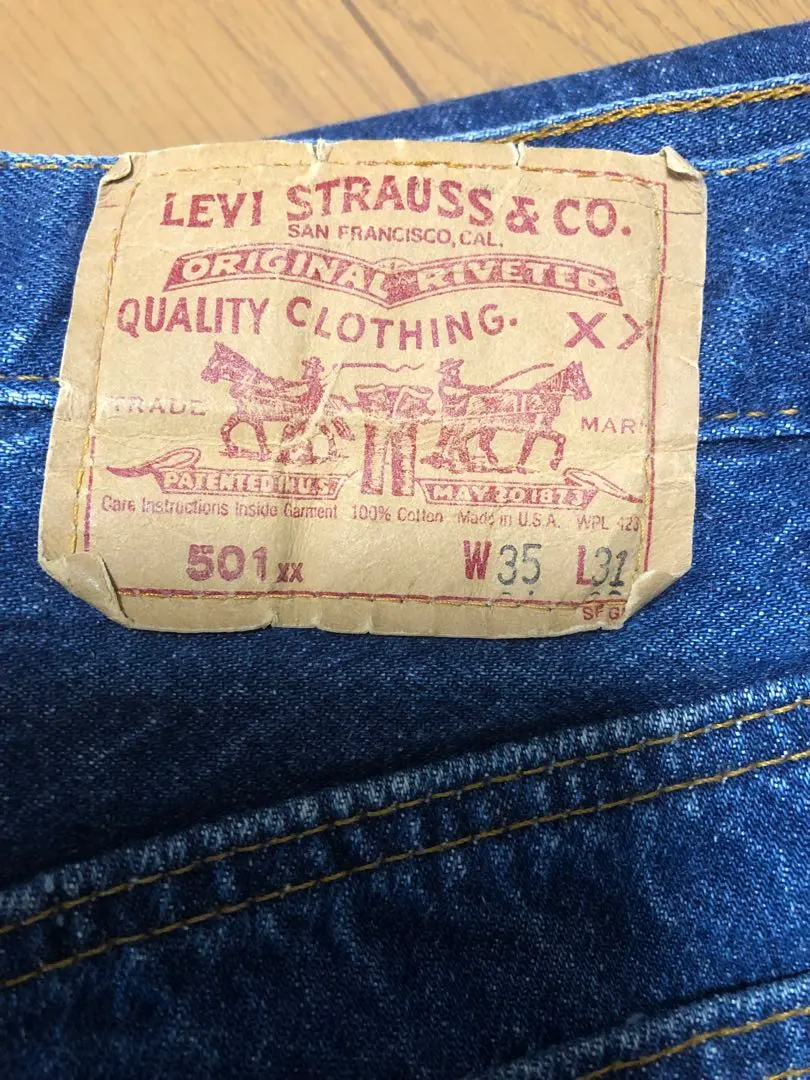 LEVI STRAUSS & CO.
SAN FRANCISCO, CAL.
ORIGINAL RIVETED
QUALITY CLOTHING. XX
TRADE MARK
PATENTED IN U.S. MAY 20 1873
Care Instructions Inside Garment 100% Cotton Made in U.S.A. WPL 423
501 XX W 35 L 31
SF G